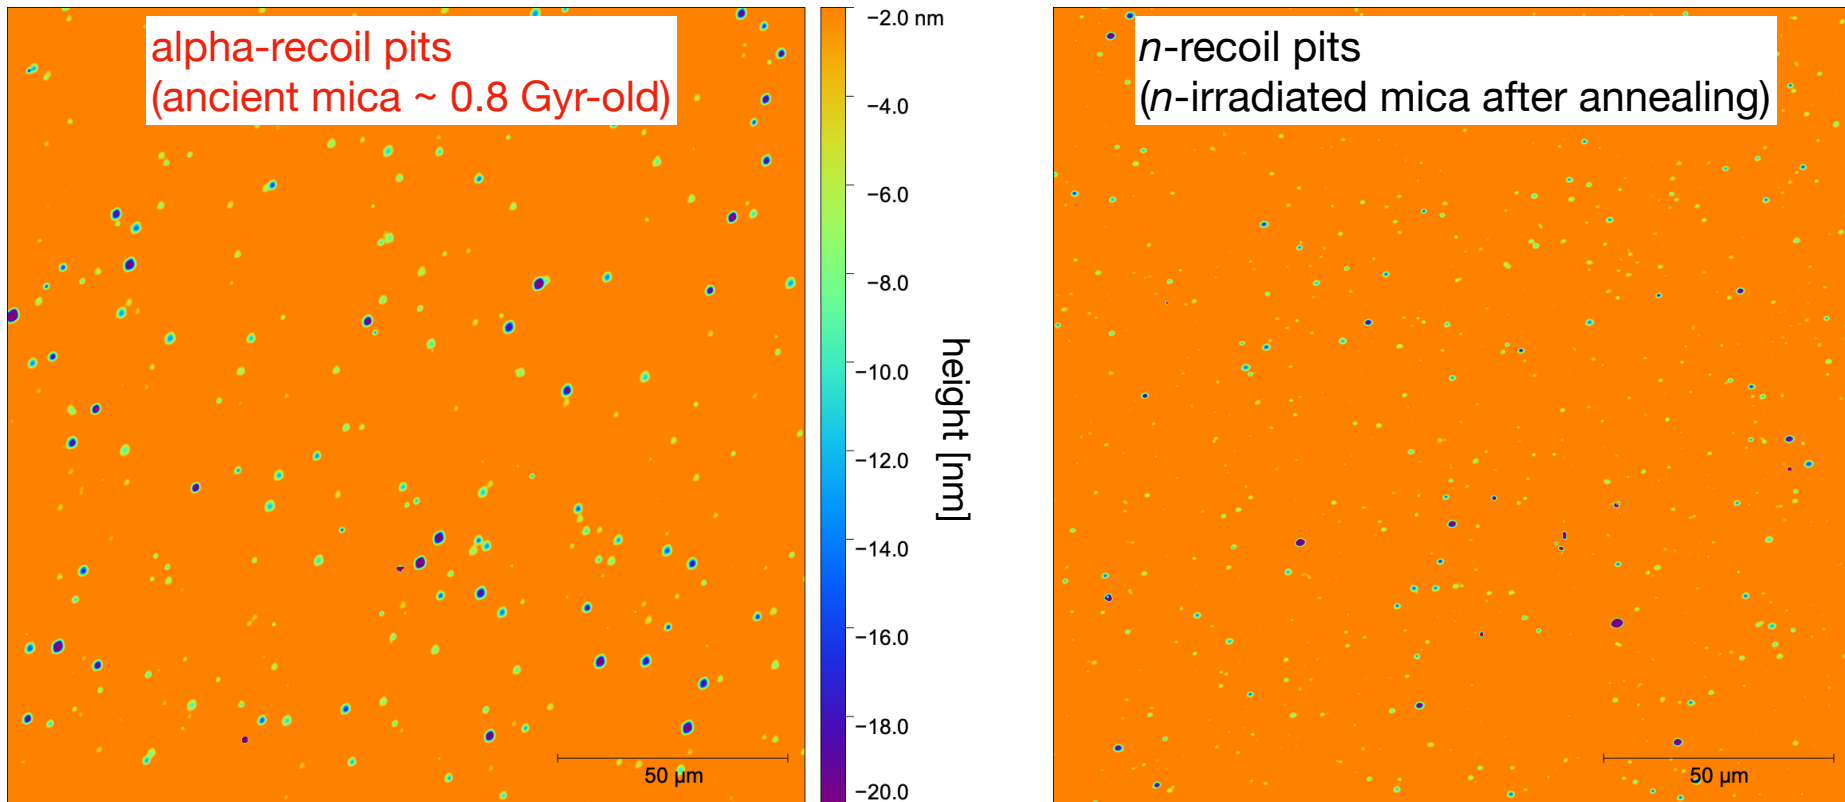 alpha-recoil pits
(ancient mica ~ 0.8 Gyr-old)
50 µm
−2.0 nm
−4.0
−6.0
−8.0
−10.0
−12.0
−14.0
−16.0
−18.0
−20.0
height [nm]
n-recoil pits
(n-irradiated mica after annealing)
50 µm